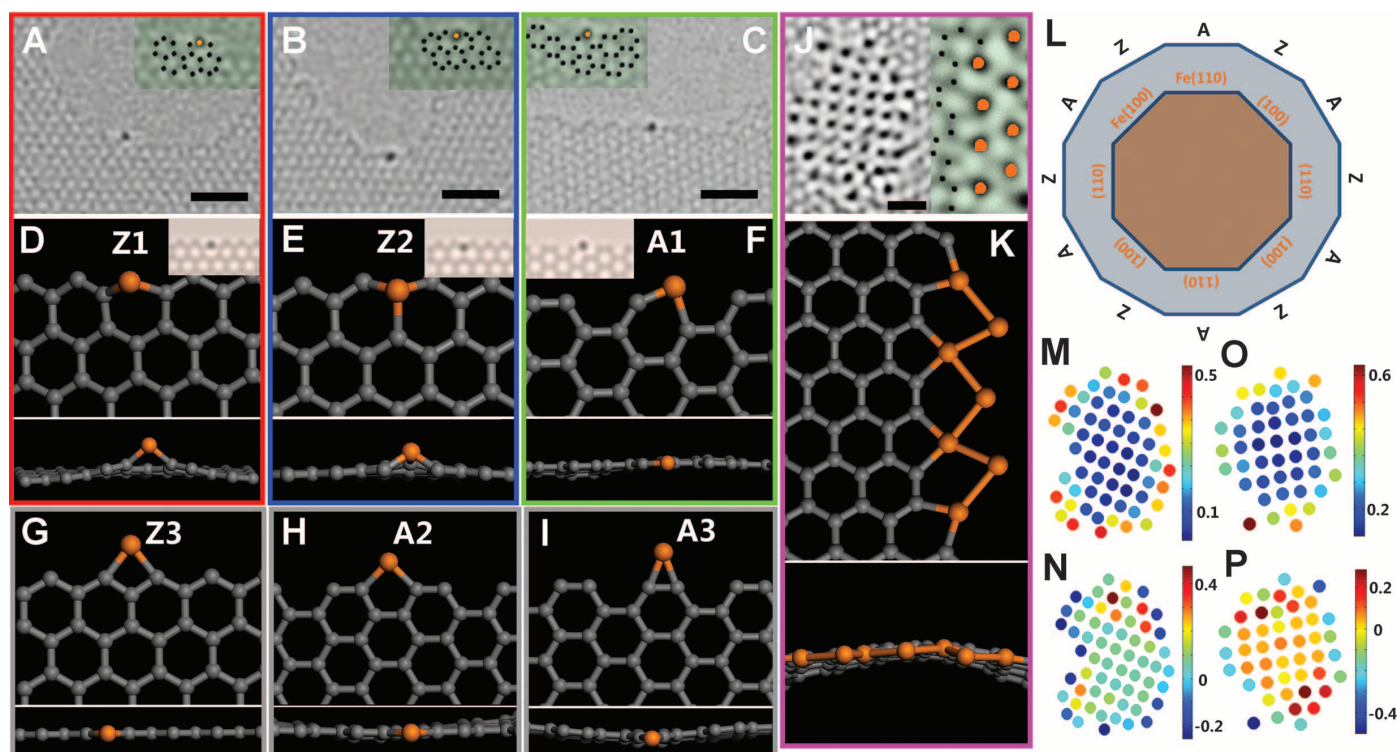 A
B
C
J
L
A
Z
Z
A
A
Z
Z
A
A
Z
Z
A
Fe(110)
Fe(100)
(100)
(110)
(110)
(100)
(100)
(110)
D
Z1
E
Z2
A1
F
K
G
Z3
H
A2
I
A3
M
0.5
0.1
O
0.6
0.2
N
0.4
0
-0.2
P
0.2
0
-0.4